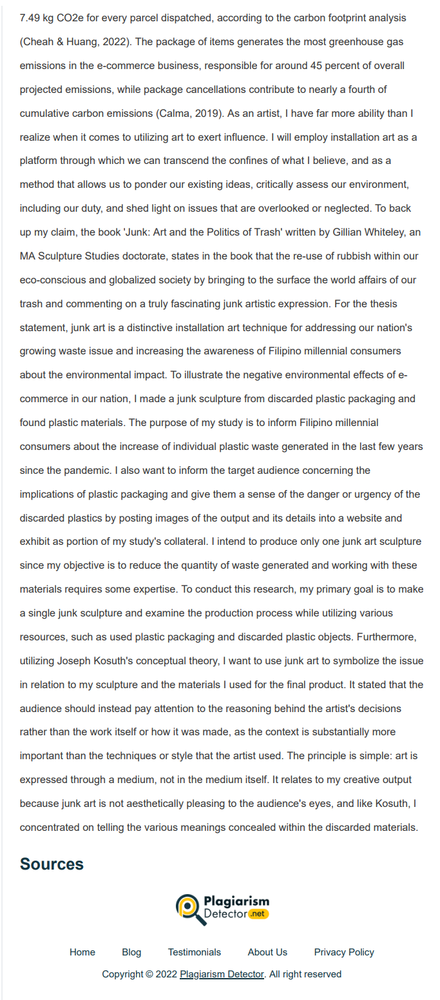 7.49 kg CO2e for every parcel dispatched, according to the carbon footprint analysis
(Cheah & Huang, 2022). The package of items generates the most greenhouse gas
emissions in the e-commerce business, responsible for around 45 percent of overall
projected emissions, while package cancellations contribute to nearly a fourth of
cumulative carbon emissions (Calma, 2019). As an artist, I have far more ability than I
realize when it comes to utilizing art to exert influence. I will employ installation art as a
platform through which we can transcend the confines of what I believe, and as a
method that allows us to ponder our existing ideas, critically assess our environment,
including our duty, and shed light on issues that are overlooked or neglected. To back
up my claim, the book 'Junk: Art and the Politics of Trash' written by Gillian Whiteley, an
MA Sculpture Studies doctorate, states in the book that the re-use of rubbish within our
eco-conscious and globalized society by bringing to the surface the world affairs of our
trash and commenting on a truly fascinating junk artistic expression. For the thesis
statement, junk art is a distinctive installation art technique for addressing our nation's
growing waste issue and increasing the awareness of Filipino millennial consumers
about the environmental impact. To illustrate the negative environmental effects of e-
commerce in our nation, I made a junk sculpture from discarded plastic packaging and
found plastic materials. The purpose of my study is to inform Filipino millennial
consumers about the increase of individual plastic waste generated in the last few years
since the pandemic. I also want to inform the target audience concerning the
implications of plastic packaging and give them a sense of the danger or urgency of the
discarded plastics by posting images of the output and its details into a website and
exhibit as portion of my study's collateral. I intend to produce only one junk art sculpture
since my objective is to reduce the quantity of waste generated and working with these
materials requires some expertise. To conduct this research, my primary goal is to make
a single junk sculpture and examine the production process while utilizing various
resources, such as used plastic packaging and discarded plastic objects. Furthermore,
utilizing Joseph Kosuth's conceptual theory, I want to use junk art to symbolize the issue
in relation to my sculpture and the materials I used for the final product. It stated that the
audience should instead pay attention to the reasoning behind the artist's decisions
rather than the work itself or how it was made, as the context is substantially more
important than the techniques or style that the artist used. The principle is simple: art is
expressed through a medium, not in the medium itself. It relates to my creative output
because junk art is not aesthetically pleasing to the audience's eyes, and like Kosuth, I
concentrated on telling the various meanings concealed within the discarded materials.
Sources
Plagiarism
Detector .net
Home Blog Testimonials About Us Privacy Policy
Copyright © 2022 Plagiarism Detector. All right reserved